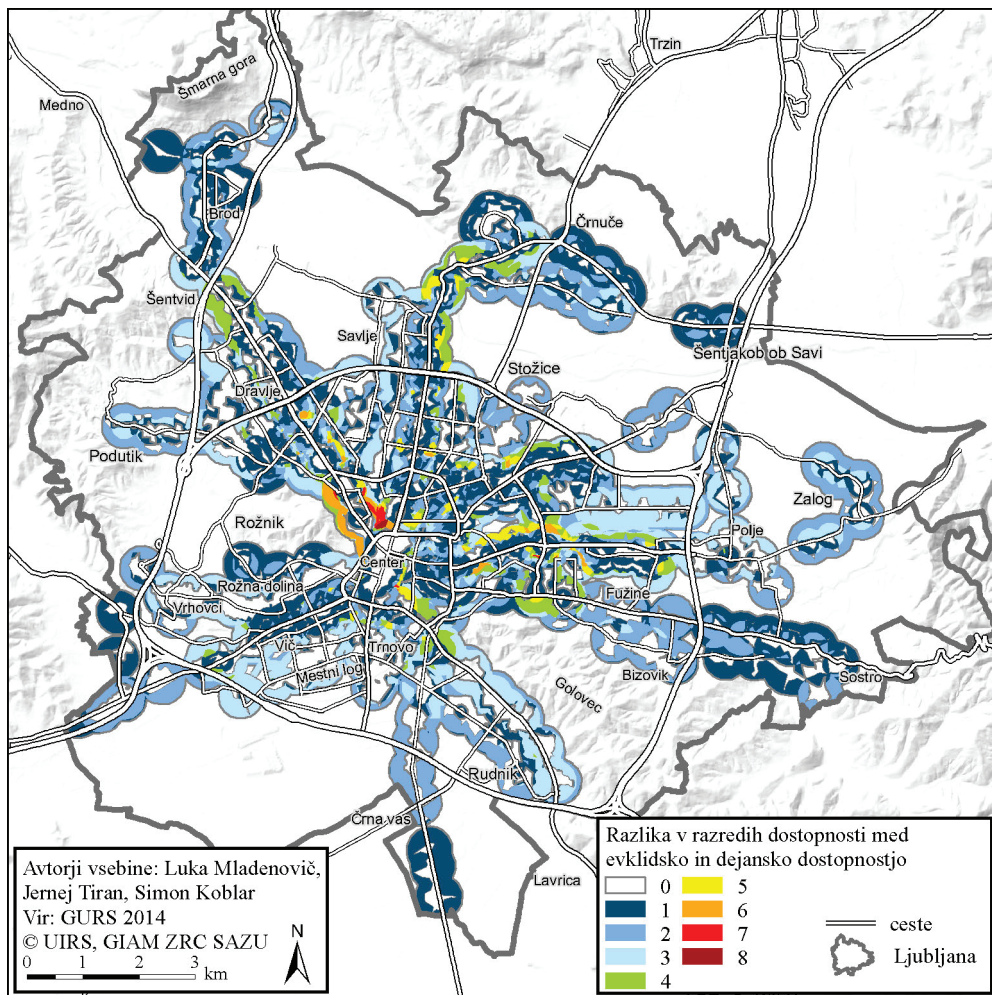 Trzin
Šmarna gora
Medno
Brod
Črnuče
Šentvid
Savlje
Šentjakob ob Savi
Stožice
Dravlje
Podutik
Zalog
Rožnik
Polje
Center
Rožna dolina
Fužine
Vrhovci
Vič
Trnovo
Mestni log
Bizovik
Sostro
Golovec
Rudnik
Črna vas
Lavrica
Avtorji vsebine: Luka Mladenovič,
Jernej Tiran, Simon Koblar
Vir: GURS 2014
© UIRS, GIAM ZRC SAZU
N
0 1 2 3
km
Razlika v razredih dostopnosti med
evklidsko in dejansko dostopnostjo
0 5
1 6
2 7
3 8
4
ceste
Ljubljana